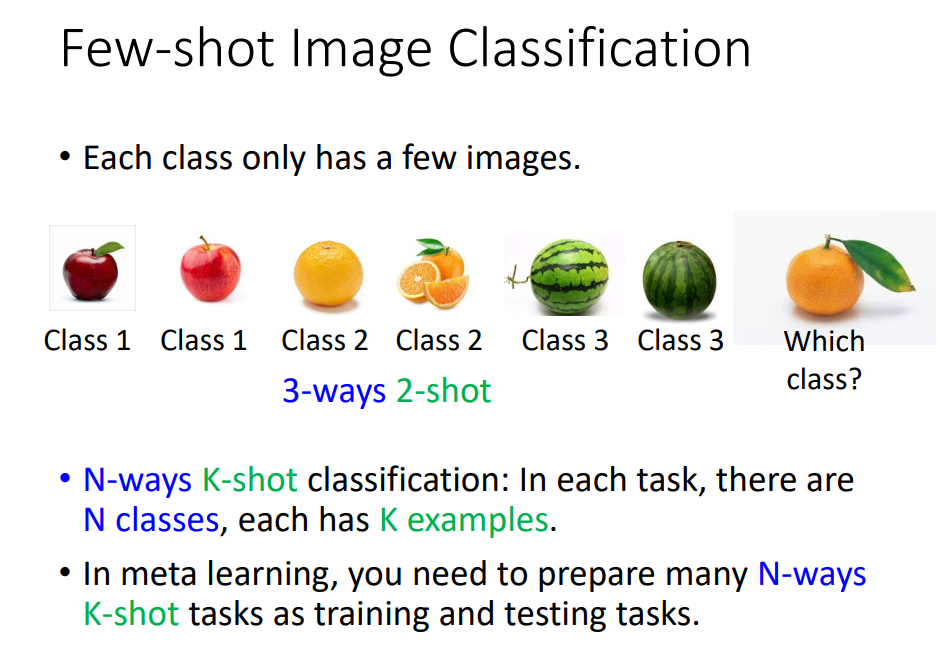 Few-shot Image Classification
• Each class only has a few images.
Class 1 Class 1 Class 2 Class 2 Class 3 Class 3 Which
class?
3-ways 2-shot
• N-ways K-shot classification: In each task, there are
N classes, each has K examples.
• In meta learning, you need to prepare many N-ways
K-shot tasks as training and testing tasks.